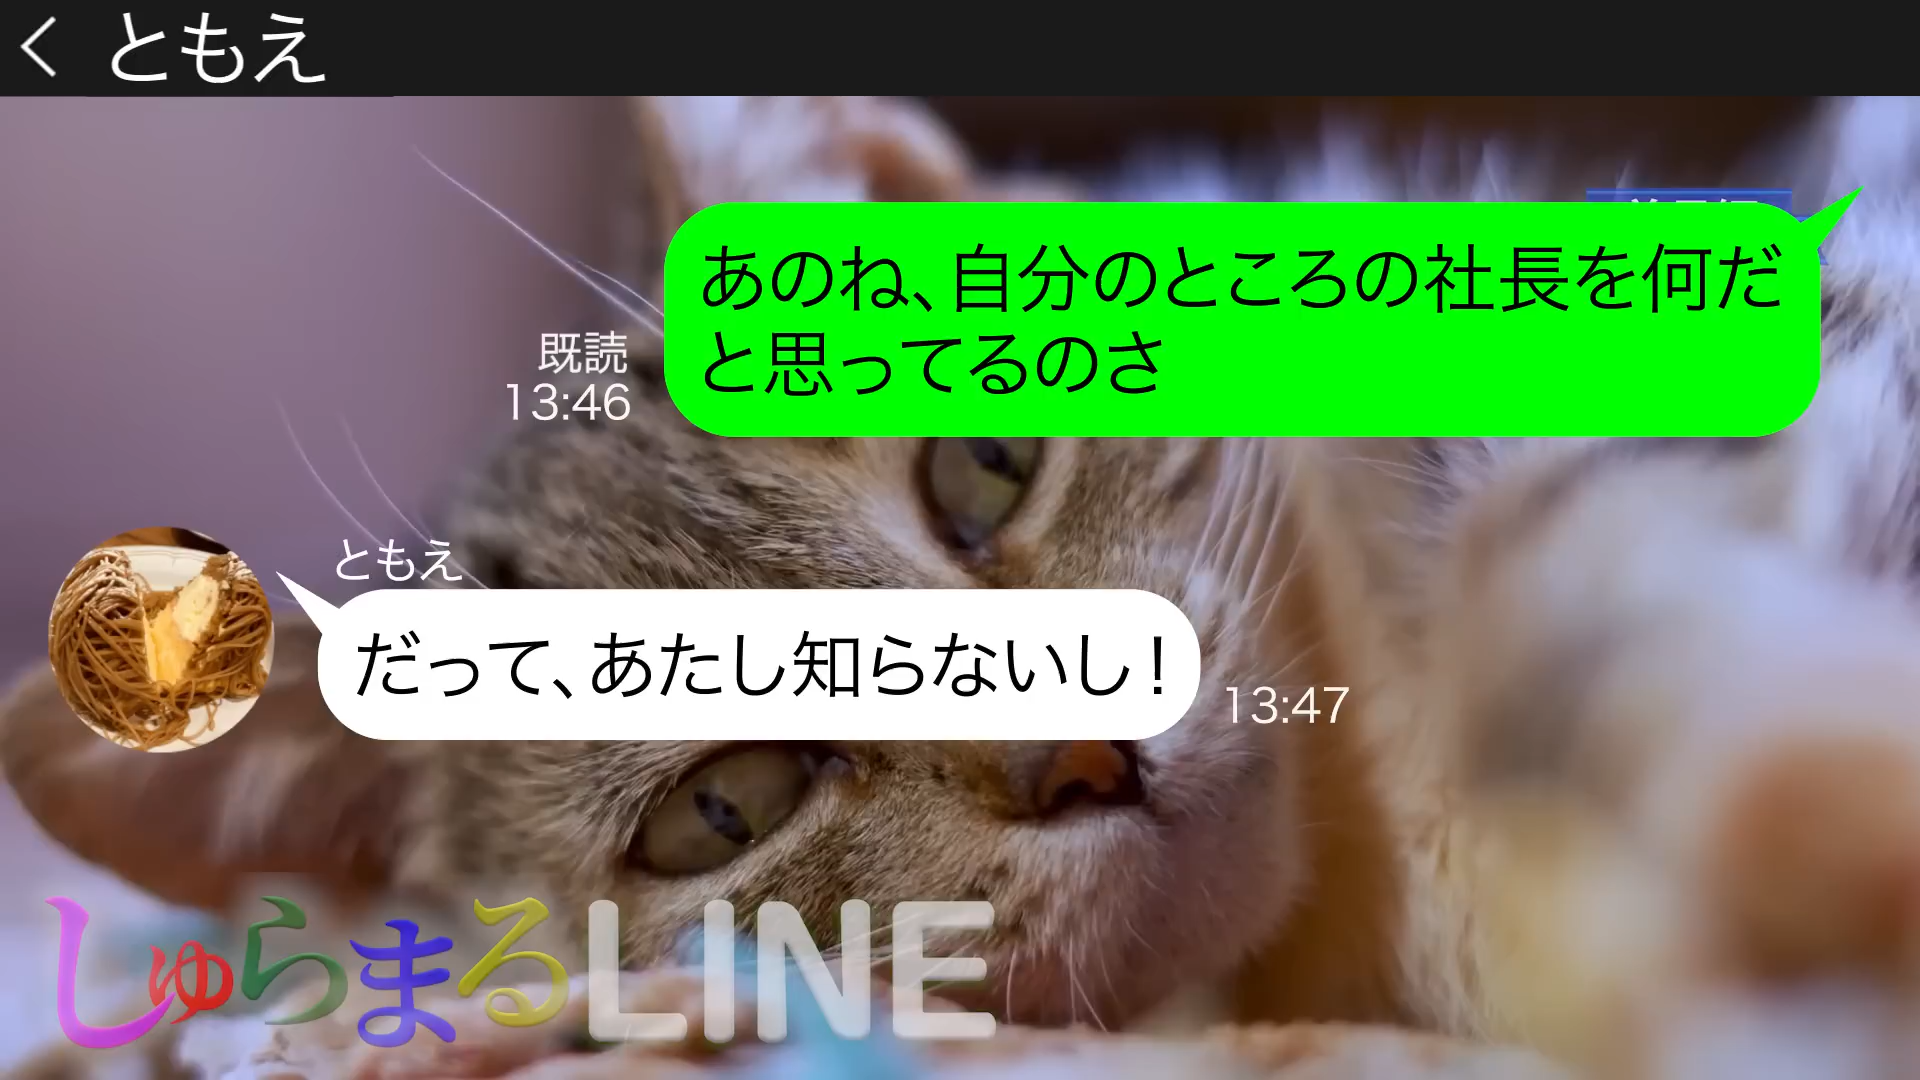 ともえ
あのね、自分のところの社長を何だ
と思ってるのさ
既読
13:46
ともえ
だって、あたし知らないし！
13:47
しゅらまるLINE